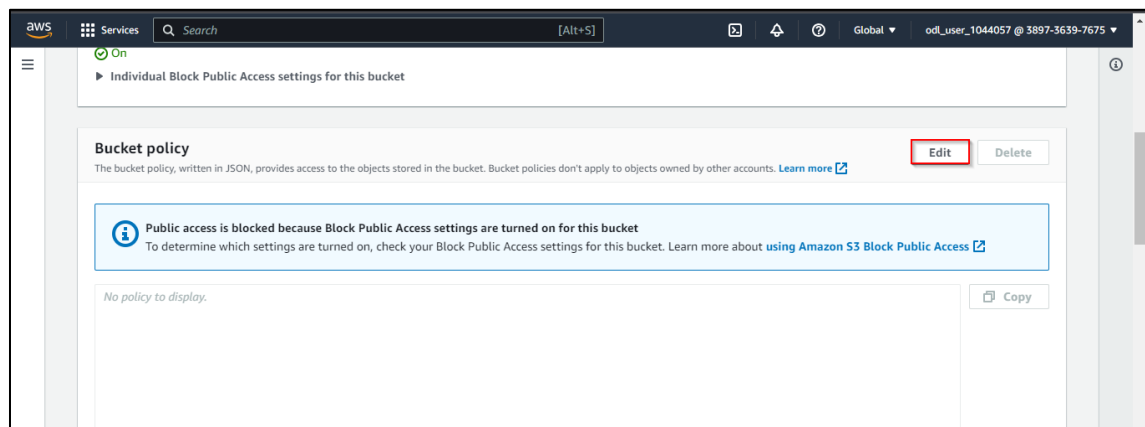 aws
Services
Search
[Alt+S]
Global
odl_user_1044057 @ 3897-3639-7675
On
Individual Block Public Access settings for this bucket
Bucket policy
Edit
Delete
The bucket policy, written in JSON, provides access to the objects stored in the bucket. Bucket policies don't apply to objects owned by other accounts. Learn more
Public access is blocked because Block Public Access settings are turned on for this bucket
To determine which settings are turned on, check your Block Public Access settings for this bucket. Learn more about using Amazon S3 Block Public Access
No policy to display.
Copy